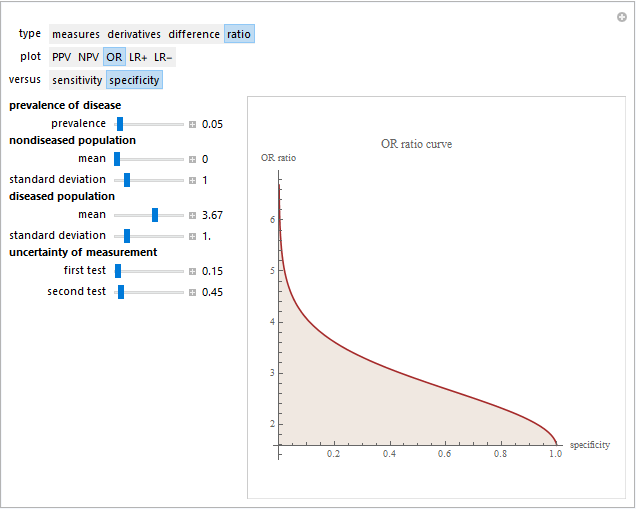 type measures derivatives difference ratio
plot PPV NPV OR LR+ LR−
versus sensitivity specificity
prevalence of disease
prevalence 0.05
nondiseased population
mean 0
standard deviation 1
diseased population
mean 3.67
standard deviation 1.
uncertainty of measurement
first test 0.15
second test 0.45
OR ratio curve
OR ratio
6
5
4
3
2
0.2 0.4 0.6 0.8 1.0
specificity